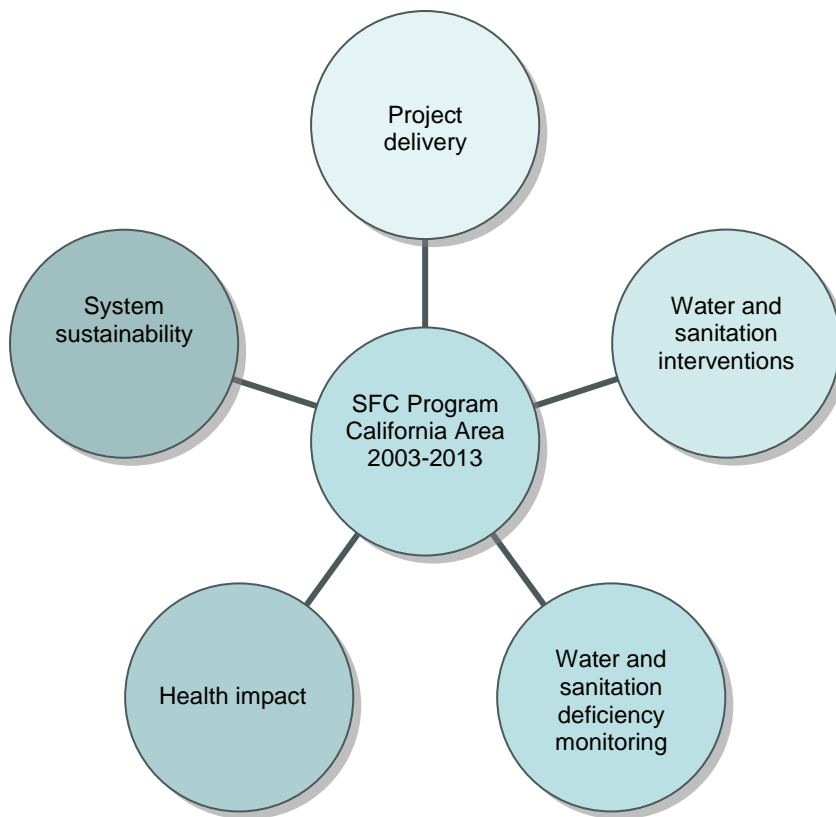 Project
delivery
System
sustainability
Water and
sanitation
interventions
SFC Program
California Area
2003-2013
Health impact
Water and
sanitation
deficiency
monitoring